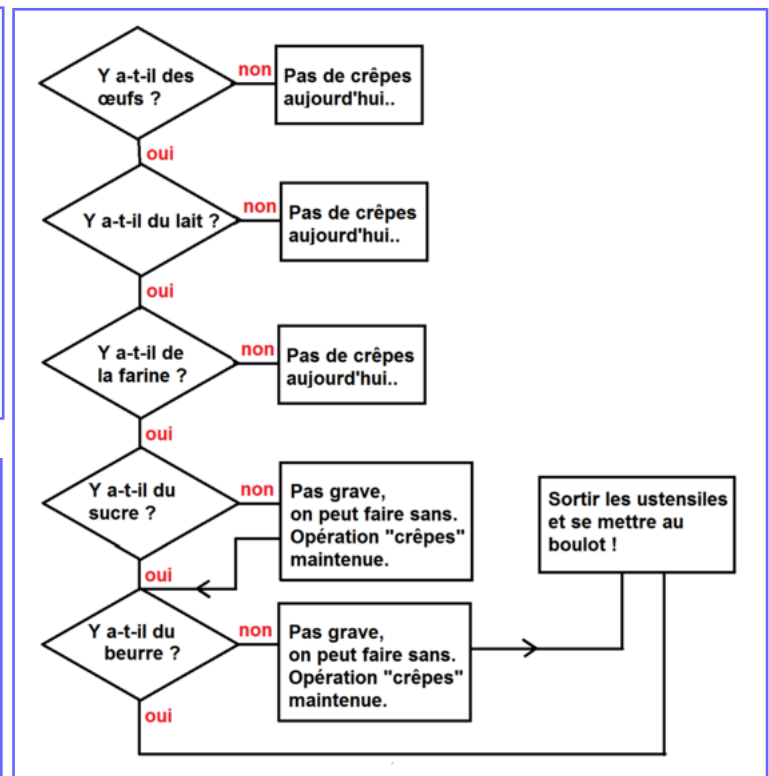 Y a-t-il des
œufs ?
non
Pas de crêpes
aujourd'hui..
oui
Y a-t-il du lait ?
non
Pas de crêpes
aujourd'hui..
oui
Y a-t-il de
la farine ?
non
Pas de crêpes
aujourd'hui..
oui
Y a-t-il du
sucre ?
non
Pas grave,
on peut faire sans.
Opération "crêpes"
maintenue.
Sortir les ustensiles
et se mettre au
boulot !
oui
Y a-t-il du
beurre ?
non
Pas grave,
on peut faire sans.
Opération "crêpes"
maintenue.
oui